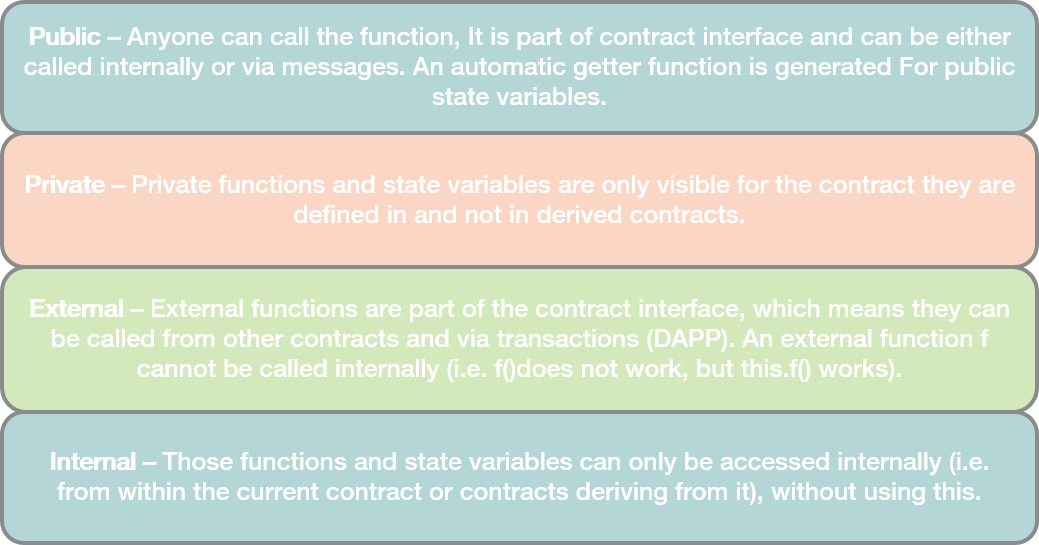 Public – Anyone can call the function, It is part of contract interface and can be either
called internally or via messages. An automatic getter function is generated For public
state variables.
Private – Private functions and state variables are only visible for the contract they are
defined in and not in derived contracts.
External – External functions are part of the contract interface, which means they can
be called from other contracts and via transactions (DAPP). An external function f
cannot be called internally (i.e. f()does not work, but this.f() works).
Internal – Those functions and state variables can only be accessed internally (i.e.
from within the current contract or contracts deriving from it), without using this.